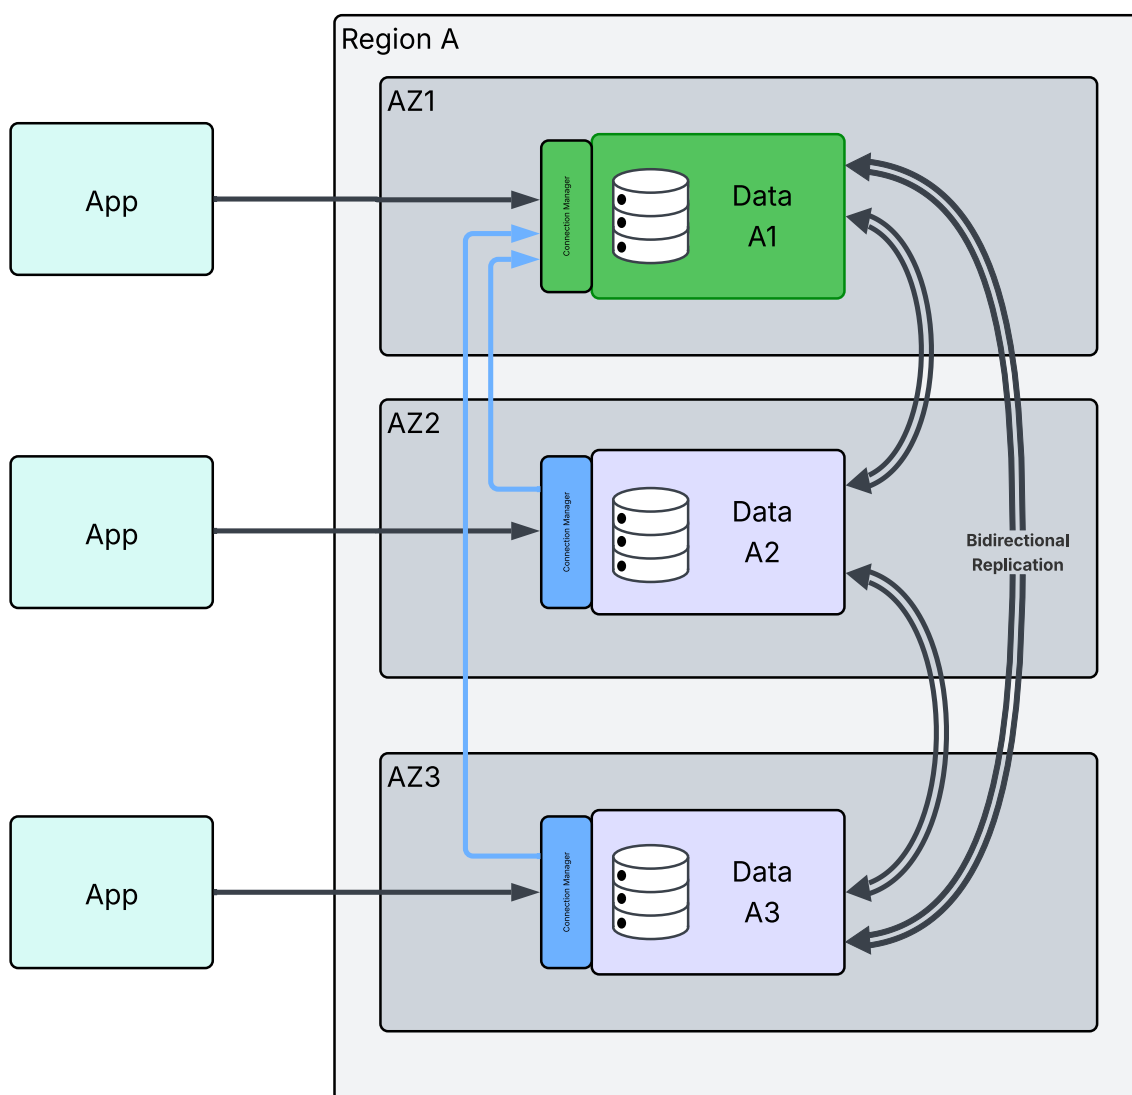 Region A
AZ1
App
Connection Manager
Data
A1
AZ2
App
Connection Manager
Data
A2
Bidirectional
Replication
AZ3
App
Connection Manager
Data
A3